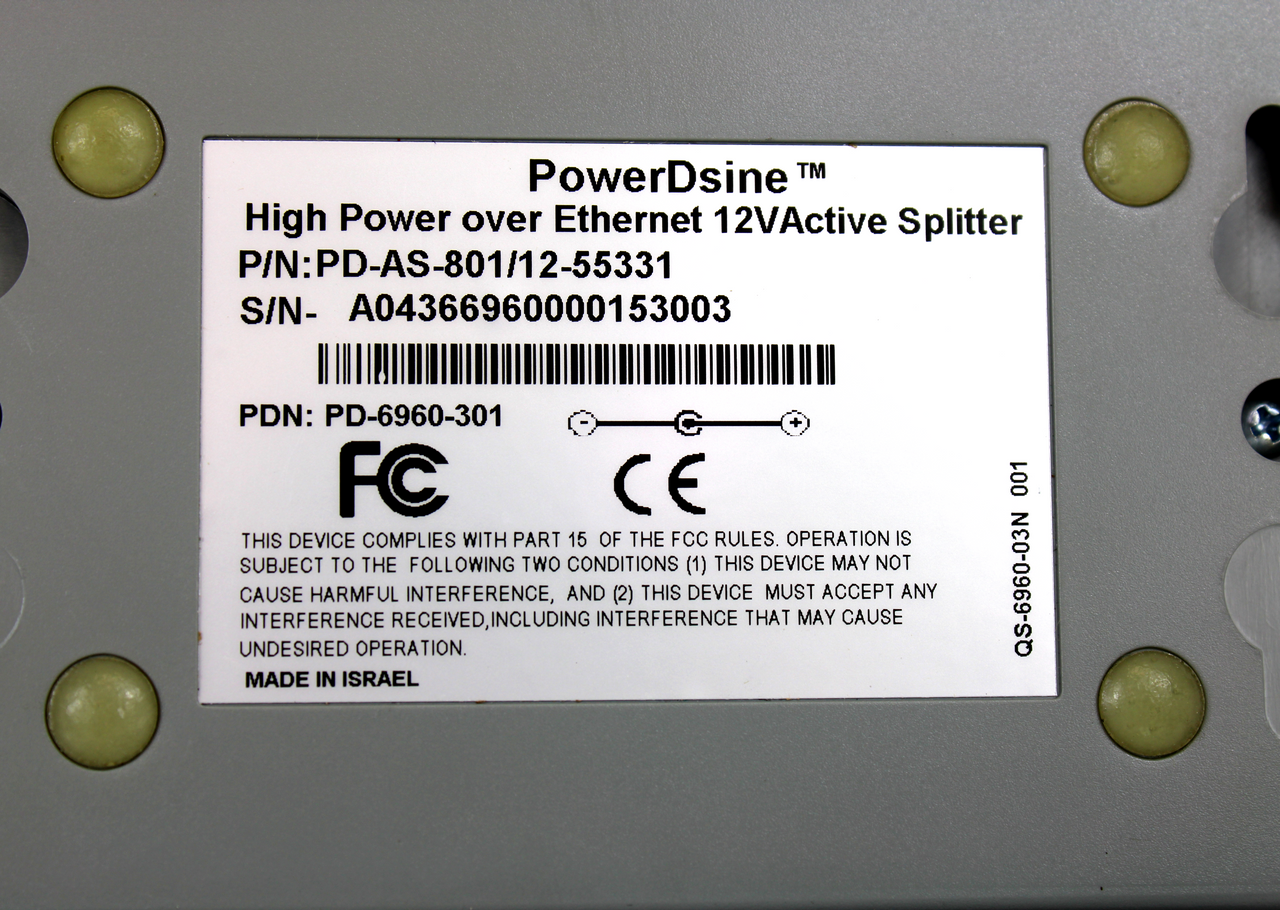 PowerDsine™
High Power over Ethernet 12VActive Splitter
P/N:PD-AS-801/12-55331
S/N- A04366960000153003
PDN: PD-6960-301
- +
FC
CE
THIS DEVICE COMPLIES WITH PART 15 OF THE FCC RULES. OPERATION IS
SUBJECT TO THE FOLLOWING TWO CONDITIONS (1) THIS DEVICE MAY NOT
CAUSE HARMFUL INTERFERENCE, AND (2) THIS DEVICE MUST ACCEPT ANY
INTERFERENCE RECEIVED,INCLUDING INTERFERENCE THAT MAY CAUSE
UNDESIRED OPERATION.
MADE IN ISRAEL
QS-6960-03N 001